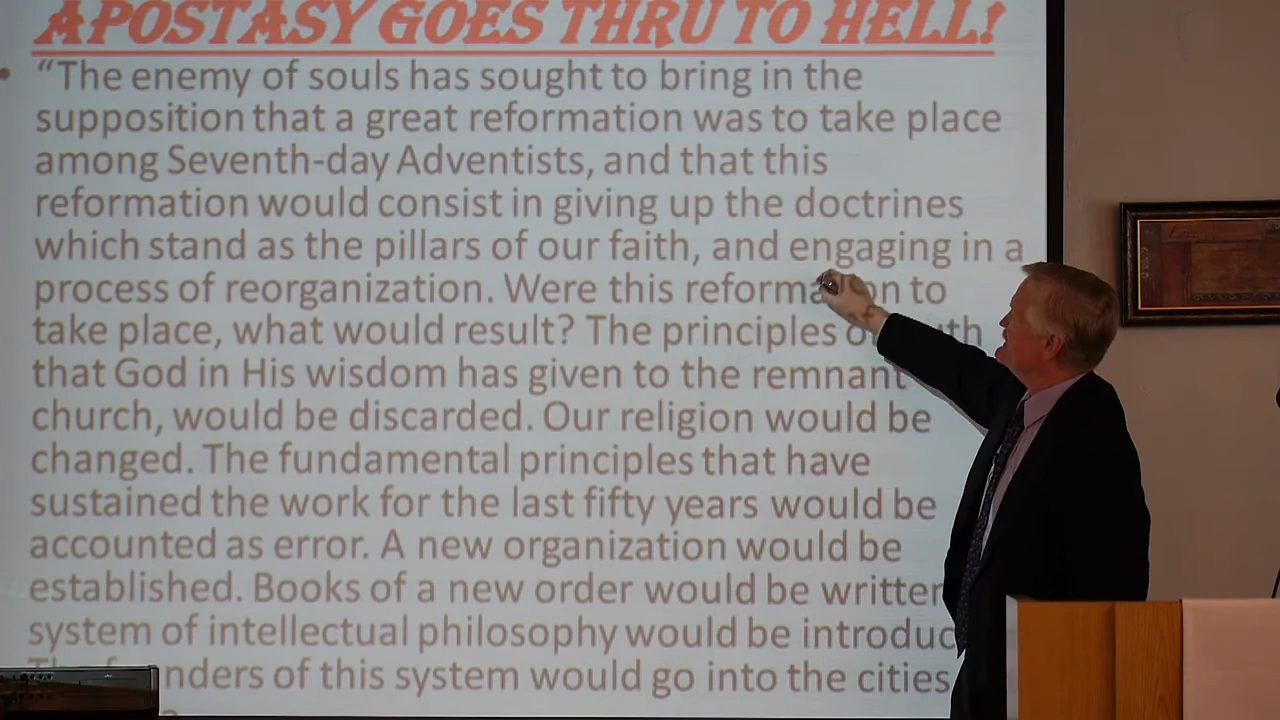 APOSTASY GOES THRU TO HELL!
• “The enemy of souls has sought to bring in the
supposition that a great reformation was to take place
among Seventh-day Adventists, and that this
reformation would consist in giving up the doctrines
which stand as the pillars of our faith, and engaging in a
process of reorganization. Were this reformation to
take place, what would result? The principles
that God in His wisdom has given to the remnant
church, would be discarded. Our religion would be
changed. The fundamental principles that have
sustained the work for the last fifty years would be
accounted as error. A new organization would be
established. Books of a new order would be written
system of intellectual philosophy would be introduc
of this system would go into the cities